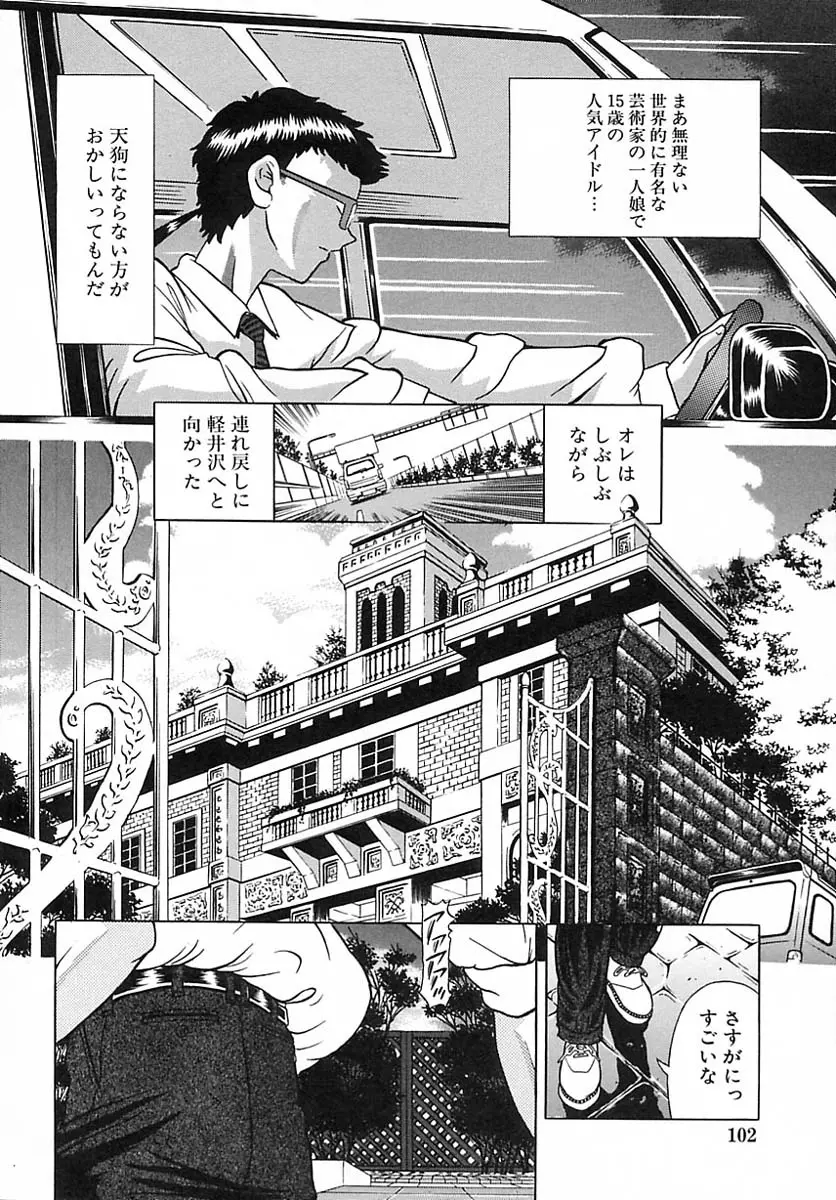 まあ無理ない
世界的に有名な
芸術家の一人娘で
15歳の
人気アイドル…
天狗にならない方が
おかしいってもんだ
オレは
しぶしぶ
ながら
連れ戻しに
軽井沢へと
向かった
さすがにっ
すごいな
102